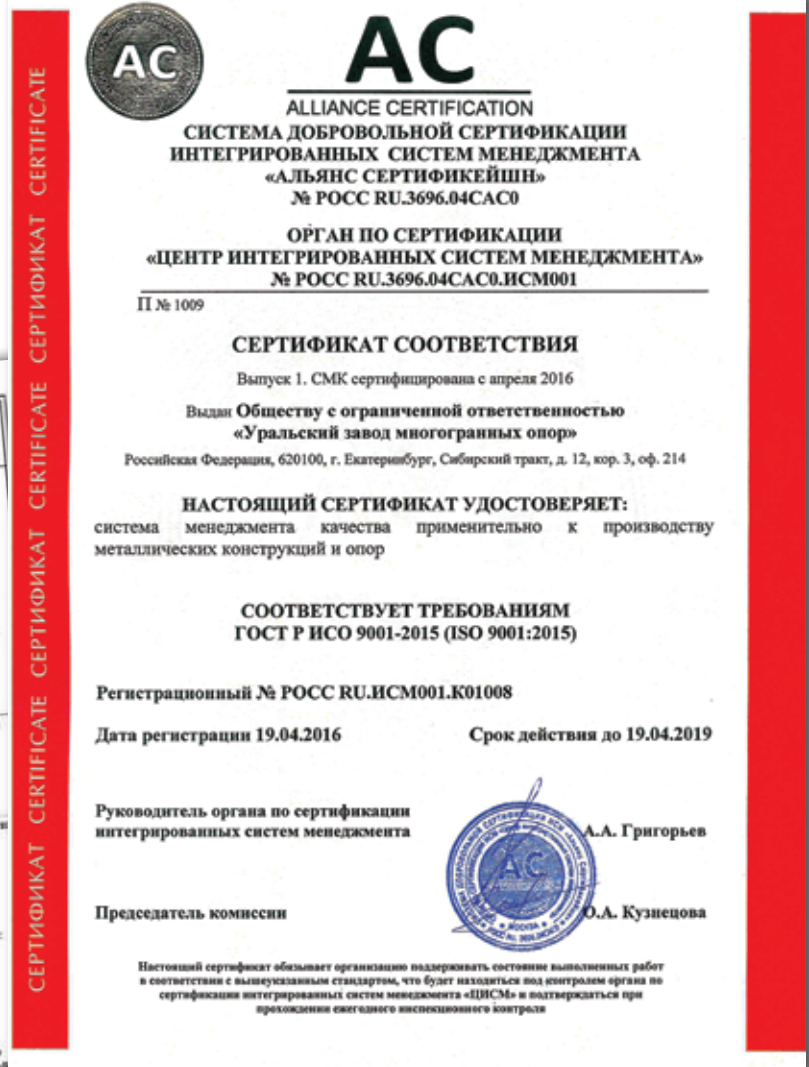 AC
AC
ALLIANCE CERTIFICATION
СИСТЕМА ДОБРОВОЛЬНОЙ СЕРТИФИКАЦИИ
ИНТЕГРИРОВАННЫХ СИСТЕМ МЕНЕДЖМЕНТА
«АЛЬЯНС СЕРТИФИКЕЙШН»
№ РОСС RU.3696.04САС0
ОРГАН ПО СЕРТИФИКАЦИИ
«ЦЕНТР ИНТЕГРИРОВАННЫХ СИСТЕМ МЕНЕДЖМЕНТА»
№ РОСС RU.3696.04САС0.ИСМ001
П № 1009
СЕРТИФИКАТ СООТВЕТСТВИЯ
Выпуск 1. СМК сертифицирована с апреля 2016
Выдан Обществу с ограниченной ответственностью
«Уральский завод многогранных опор»
Российская Федерация, 620100, г. Екатеринбург, Сибирский тракт, д. 12, кор. 3, оф. 214
НАСТОЯЩИЙ СЕРТИФИКАТ УДОСТОВЕРЯЕТ:
система менеджмента качества применительно к производству
металлических конструкций и опор
СООТВЕТСТВУЕТ ТРЕБОВАНИЯМ
ГОСТ Р ИСО 9001-2015 (ISO 9001:2015)
Регистрационный № РОСС RU.ИСМ001.К01008
Дата регистрации 19.04.2016 Срок действия до 19.04.2019
Руководитель органа по сертификации
интегрированных систем менеджмента А.А. Григорьев
Председатель комиссии О.А. Кузнецова
AC
МОСКВА
Настоящий сертификат обязывает организацию поддерживать состояние выполненных работ
в соответствии с вышеуказанным стандартом, что будет находиться под контролем органа по
сертификации интегрированных систем менеджмента «ЦИСМ» и подтверждаться при
прохождении ежегодного инспекционного контроля
СЕРТИФИКАТ CERTIFICATE СЕРТИФИКАТ CERTIFICATE СЕРТИФИКАТ CERTIFICATE